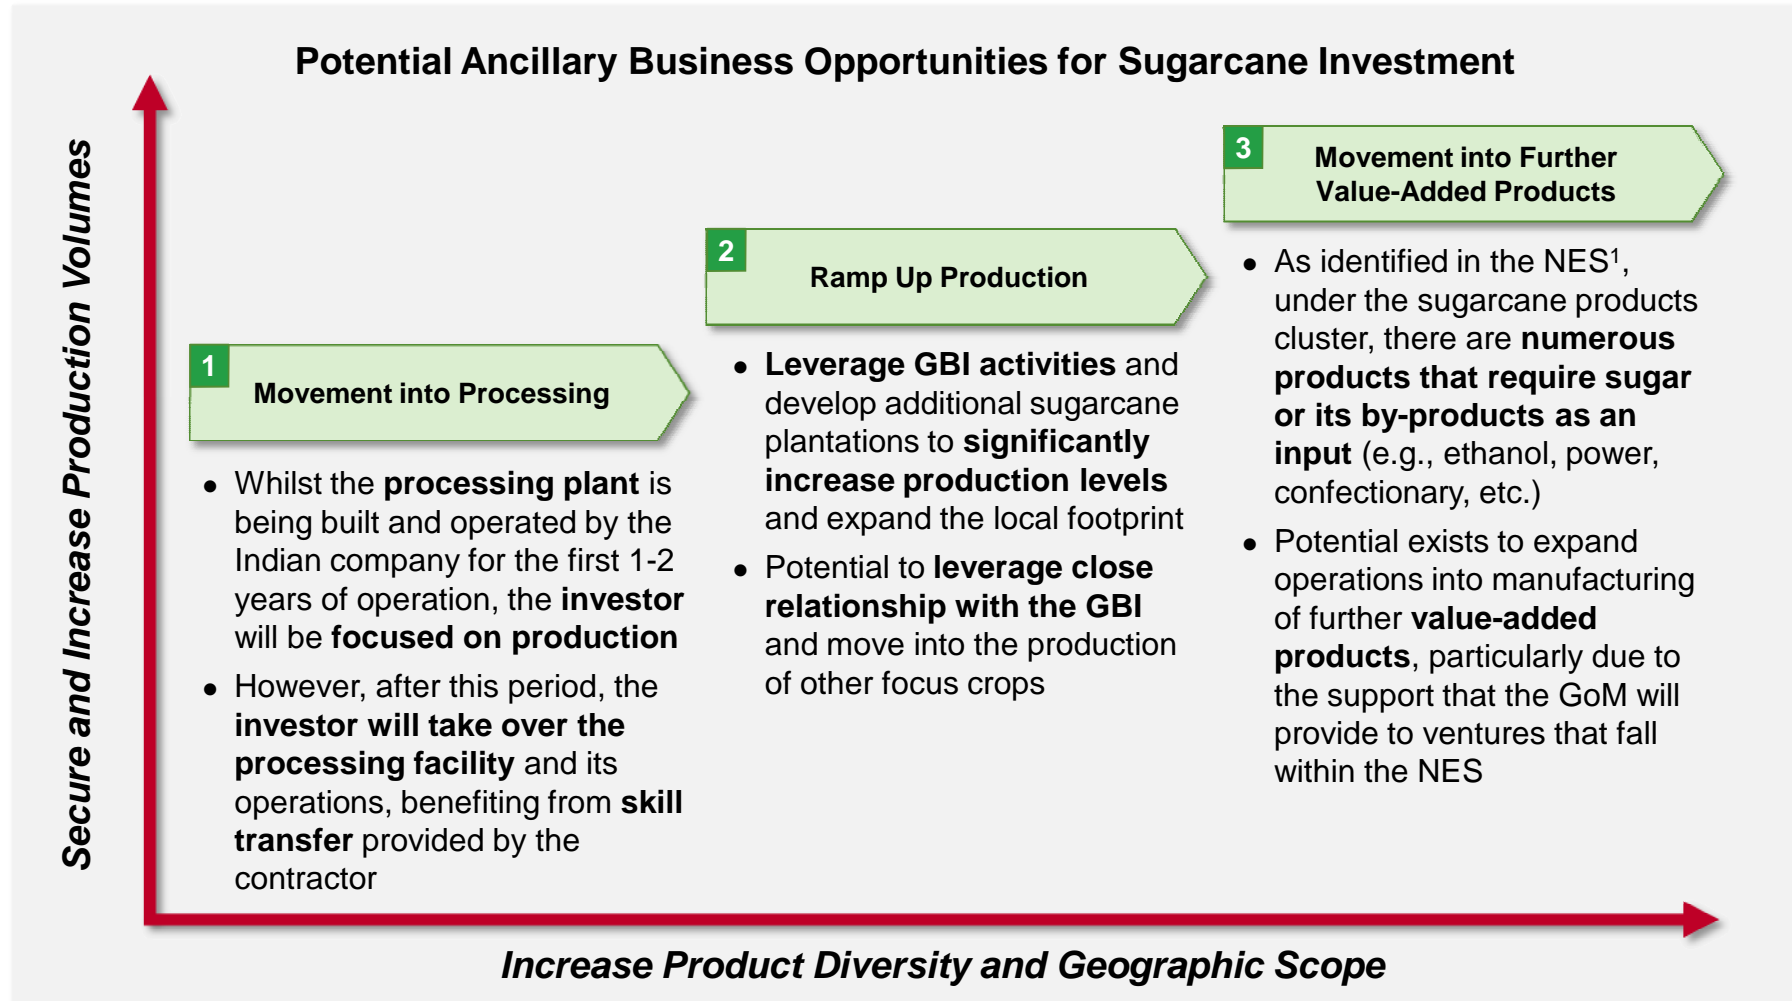 Potential Ancillary Business Opportunities for Sugarcane Investment
Secure and Increase Production Volumes
1
Movement into Processing
● Whilst the processing plant is
being built and operated by the
Indian company for the first 1-2
years of operation, the investor
will be focused on production
● However, after this period, the
investor will take over the
processing facility and its
operations, benefiting from skill
transfer provided by the
contractor
2
Ramp Up Production
● Leverage GBI activities and
develop additional sugarcane
plantations to significantly
increase production levels
and expand the local footprint
● Potential to leverage close
relationship with the GBI
and move into the production
of other focus crops
3
Movement into Further
Value-Added Products
● As identified in the NES¹,
under the sugarcane products
cluster, there are numerous
products that require sugar
or its by-products as an
input (e.g., ethanol, power,
confectionary, etc.)
● Potential exists to expand
operations into manufacturing
of further value-added
products, particularly due to
the support that the GoM will
provide to ventures that fall
within the NES
Increase Product Diversity and Geographic Scope